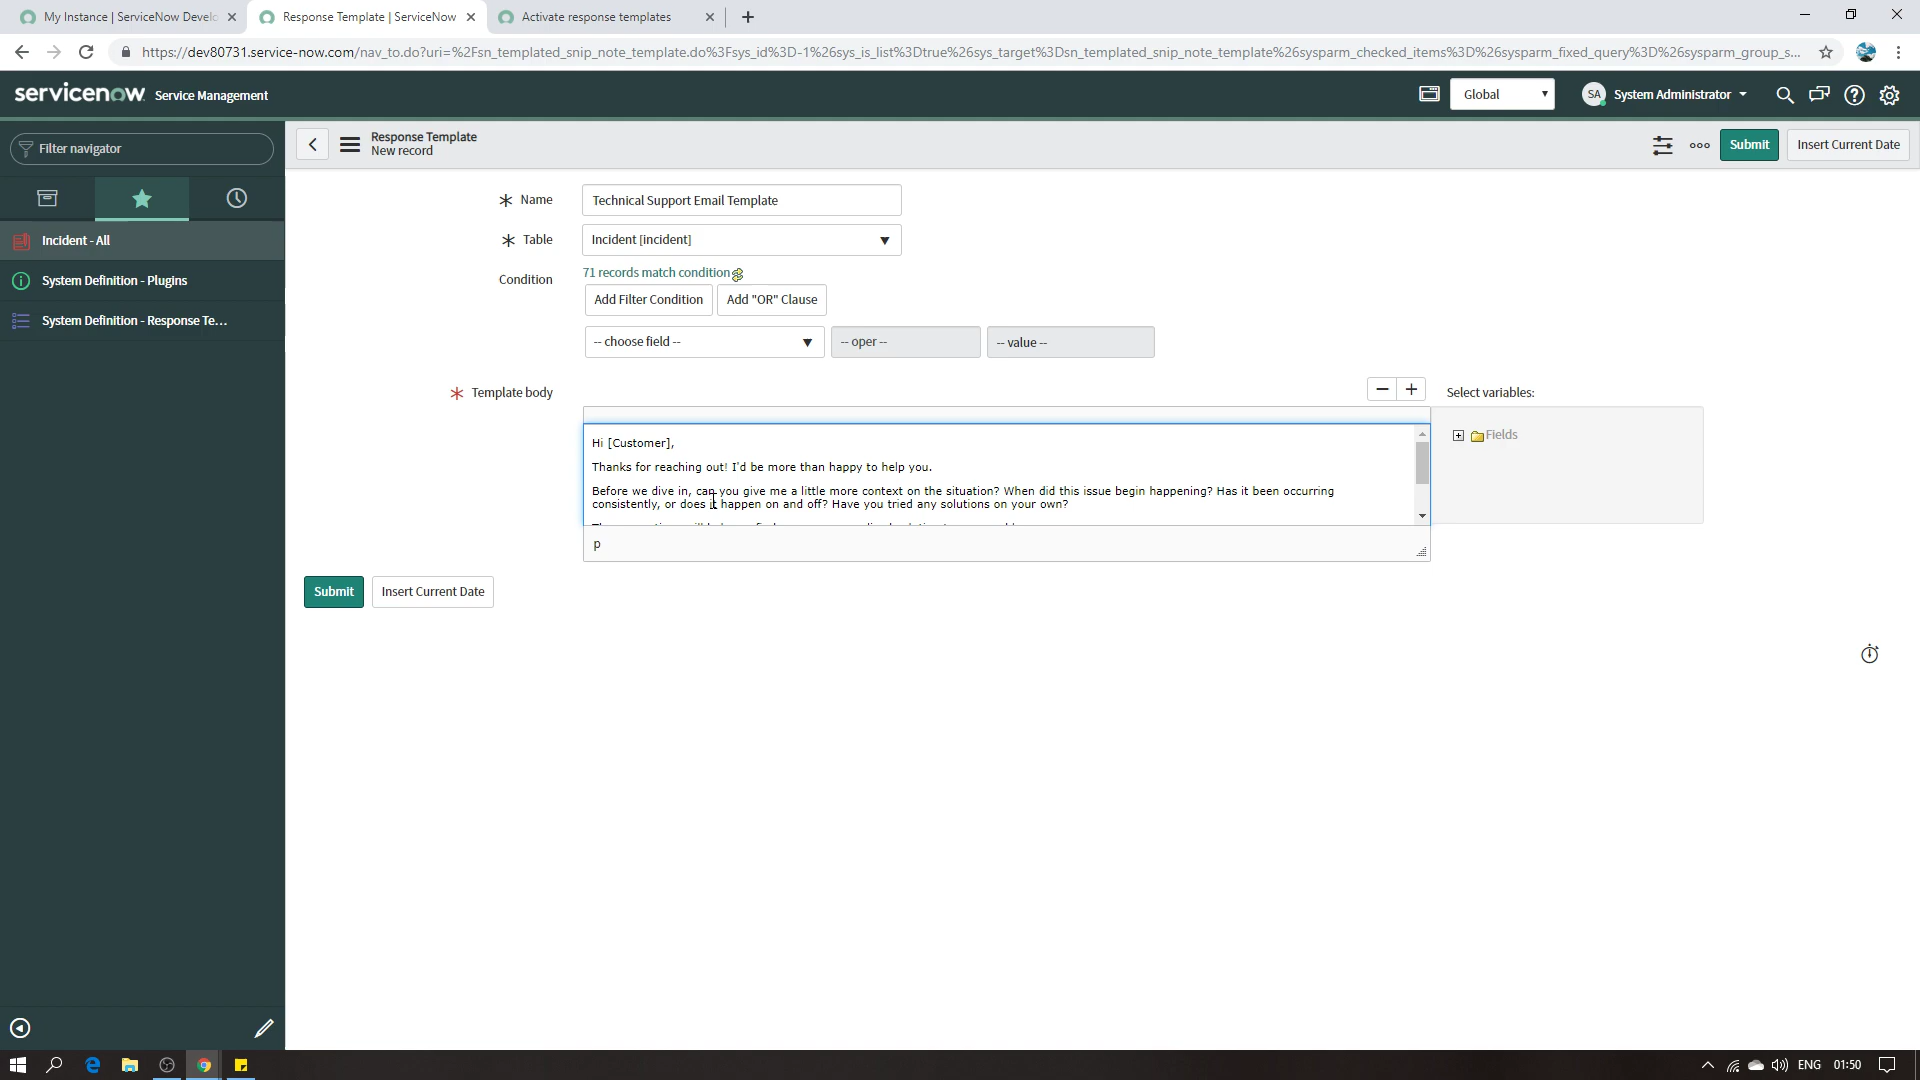 My Instance | ServiceNow Develo
Response Template | ServiceNow
Activate response templates
https://dev80731.service-now.com/nav_to.do?uri=%2Fsn_templated_snip_note_template.do%3Fsys_id%3D-1%26sys_is_list%3Dtrue%26sys_target%3Dsn_templated_snip_note_template%26sysparm_checked_items%3D%26sysparm_fixed_query%3D%26sysparm_group_s...
servicenow Service Management
Global
SA System Administrator
Filter navigator
Response Template
New record
Submit
Insert Current Date
Incident - All
System Definition - Plugins
System Definition - Response Te...
Name
Technical Support Email Template
Table
Incident [incident]
Condition
71 records match condition
Add Filter Condition
Add "OR" Clause
-- choose field --
-- oper --
-- value --
Template body
Select variables:
Fields
Hi [Customer],
Thanks for reaching out! I'd be more than happy to help you.
Before we dive in, can you give me a little more context on the situation? When did this issue begin happening? Has it been occurring
consistently, or does it happen on and off? Have you tried any solutions on your own?
p
Submit
Insert Current Date
ENG
01:50